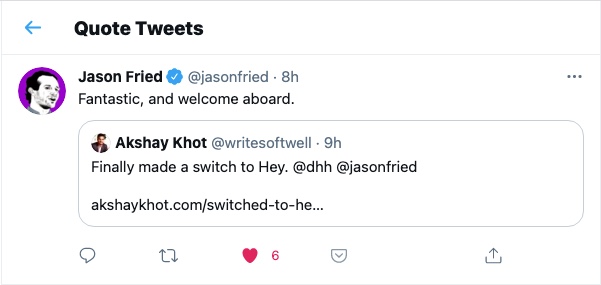 Quote Tweets
Jason Fried @jasonfried · 8h
Fantastic, and welcome aboard.
Akshay Khot @writesoftwell · 9h
Finally made a switch to Hey. @dhh @jasonfried
akshaykhot.com/switched-to-he...
6